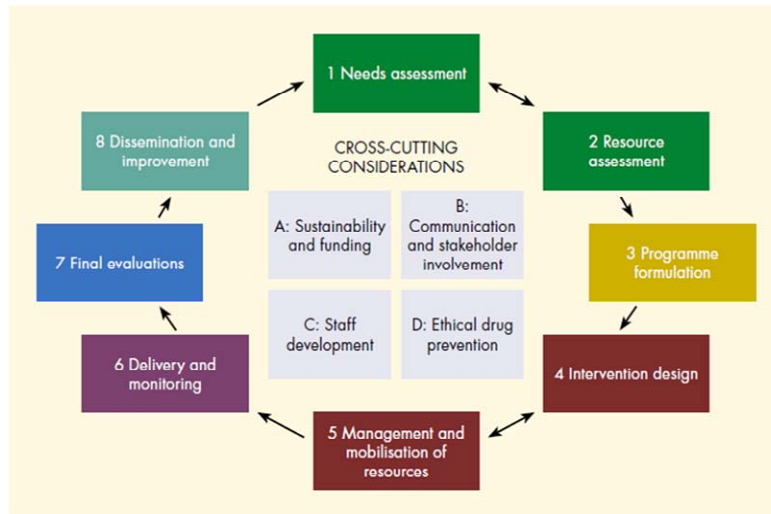 1 Needs assessment
8 Dissemination and
improvement
2 Resource
assessment
CROSS-CUTTING
CONSIDERATIONS
A: Sustainability
and funding
B:
Communication
and stakeholder
involvement
7 Final evaluations
3 Programme
formulation
C: Staff
development
D: Ethical drug
prevention
6 Delivery and
monitoring
4 Intervention design
5 Management and
mobilisation of
resources